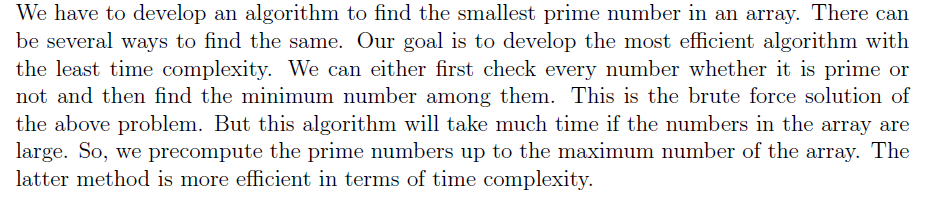 We have to develop an algorithm to find the smallest prime number in an array. There can
be several ways to find the same. Our goal is to develop the most efficient algorithm with
the least time complexity. We can either first check every number whether it is prime or
not and then find the minimum number among them. This is the brute force solution of
the above problem. But this algorithm will take much time if the numbers in the array are
large. So, we precompute the prime numbers up to the maximum number of the array. The
latter method is more efficient in terms of time complexity.